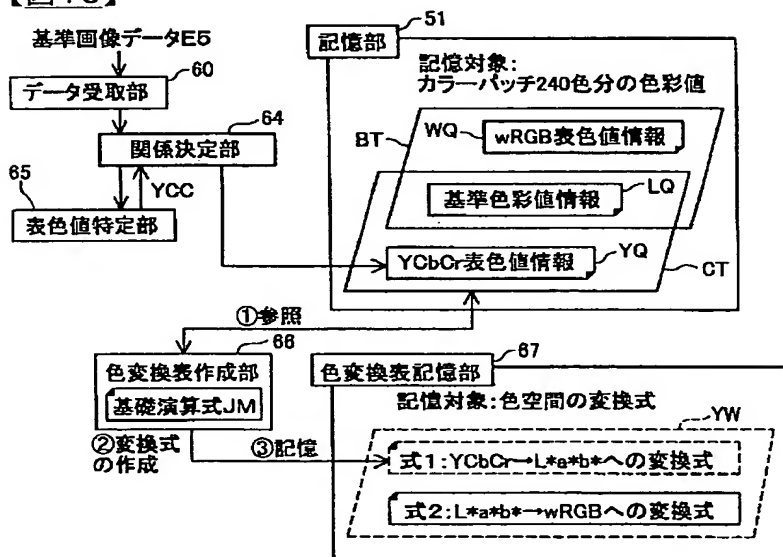 基準画像データE5
60
データ受取部
64
関係決定部
65
YCC
表色値特定部
51
記憶部
記憶対象:
カラーパッチ240色分の色彩値
BT
WQ
wRGB表色値情報
LQ
基準色彩値情報
YQ
YCbCr表色値情報
CT
①参照
66
色変換表作成部
基礎演算式JM
②変換式
の作成
③記憶
67
色変換表記憶部
記憶対象:色空間の変換式
YW
式1:YCbCr→L*a*b*への変換式
式2:L*a*b*→wRGBへの変換式